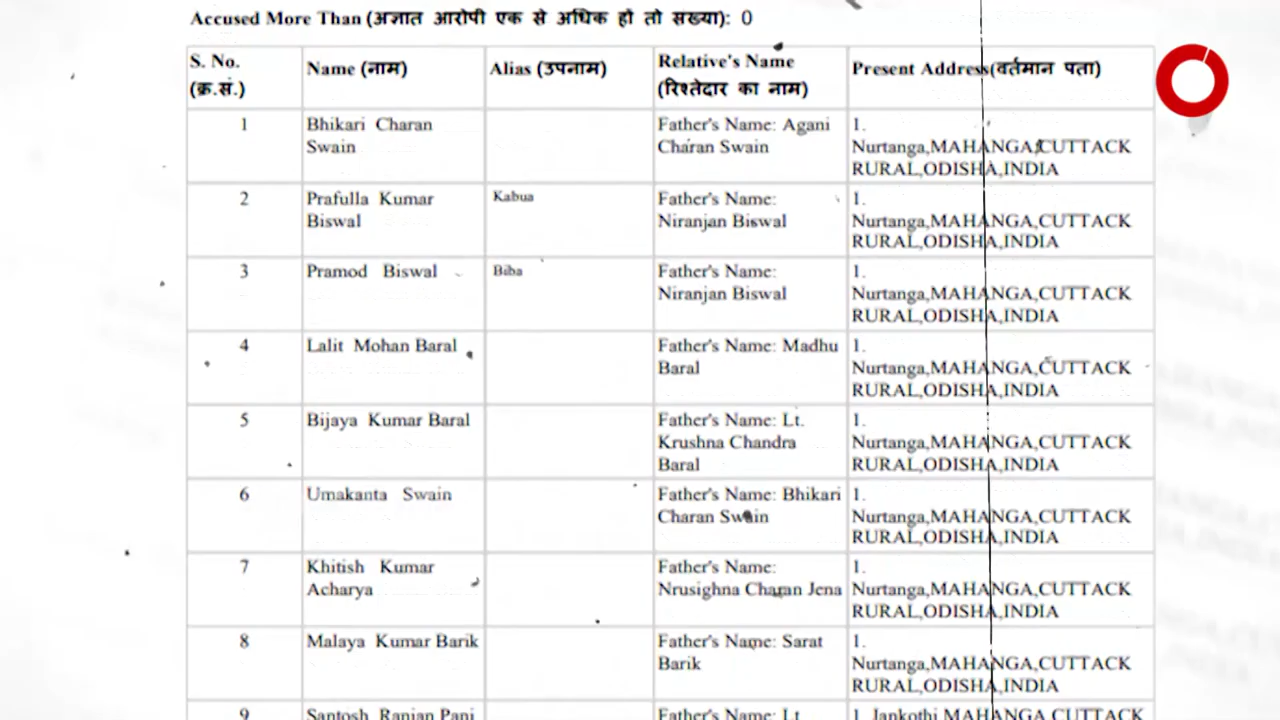 Accused More Than (अज्ञात आरोपी एक से अधिक हों तो संख्या): 0
S. No. (क्र.सं.) Name (नाम) Alias (उपनाम) Relative's Name (रिश्तेदार का नाम) Present Address(वर्तमान पता)
1 Bhikari Charan Swain Father's Name: Agani Charan Swain 1. Nurtanga,MAHANGA,CUTTACK RURAL,ODISHA,INDIA
2 Prafulla Kumar Biswal Kabua Father's Name: Niranjan Biswal 1. Nurtanga,MAHANGA,CUTTACK RURAL,ODISHA,INDIA
3 Pramod Biswal Biba Father's Name: Niranjan Biswal 1. Nurtanga,MAHANGA,CUTTACK RURAL,ODISHA,INDIA
4 Lalit Mohan Baral Father's Name: Madhu Baral 1. Nurtanga,MAHANGA,CUTTACK RURAL,ODISHA,INDIA
5 Bijaya Kumar Baral Father's Name: Lt. Krushna Chandra Baral 1. Nurtanga,MAHANGA,CUTTACK RURAL,ODISHA,INDIA
6 Umakanta Swain Father's Name: Bhikari Charan Swain 1. Nurtanga,MAHANGA,CUTTACK RURAL,ODISHA,INDIA
7 Khitish Kumar Acharya Father's Name: Nrusighna Charan Jena 1. Nurtanga,MAHANGA,CUTTACK RURAL,ODISHA,INDIA
8 Malaya Kumar Barik Father's Name: Sarat Barik 1. Nurtanga,MAHANGA,CUTTACK RURAL,ODISHA,INDIA
9 Santosh Ranjan Pani Father's Name: Lt. 1. Jankothi,MAHANGA,CUTTACK